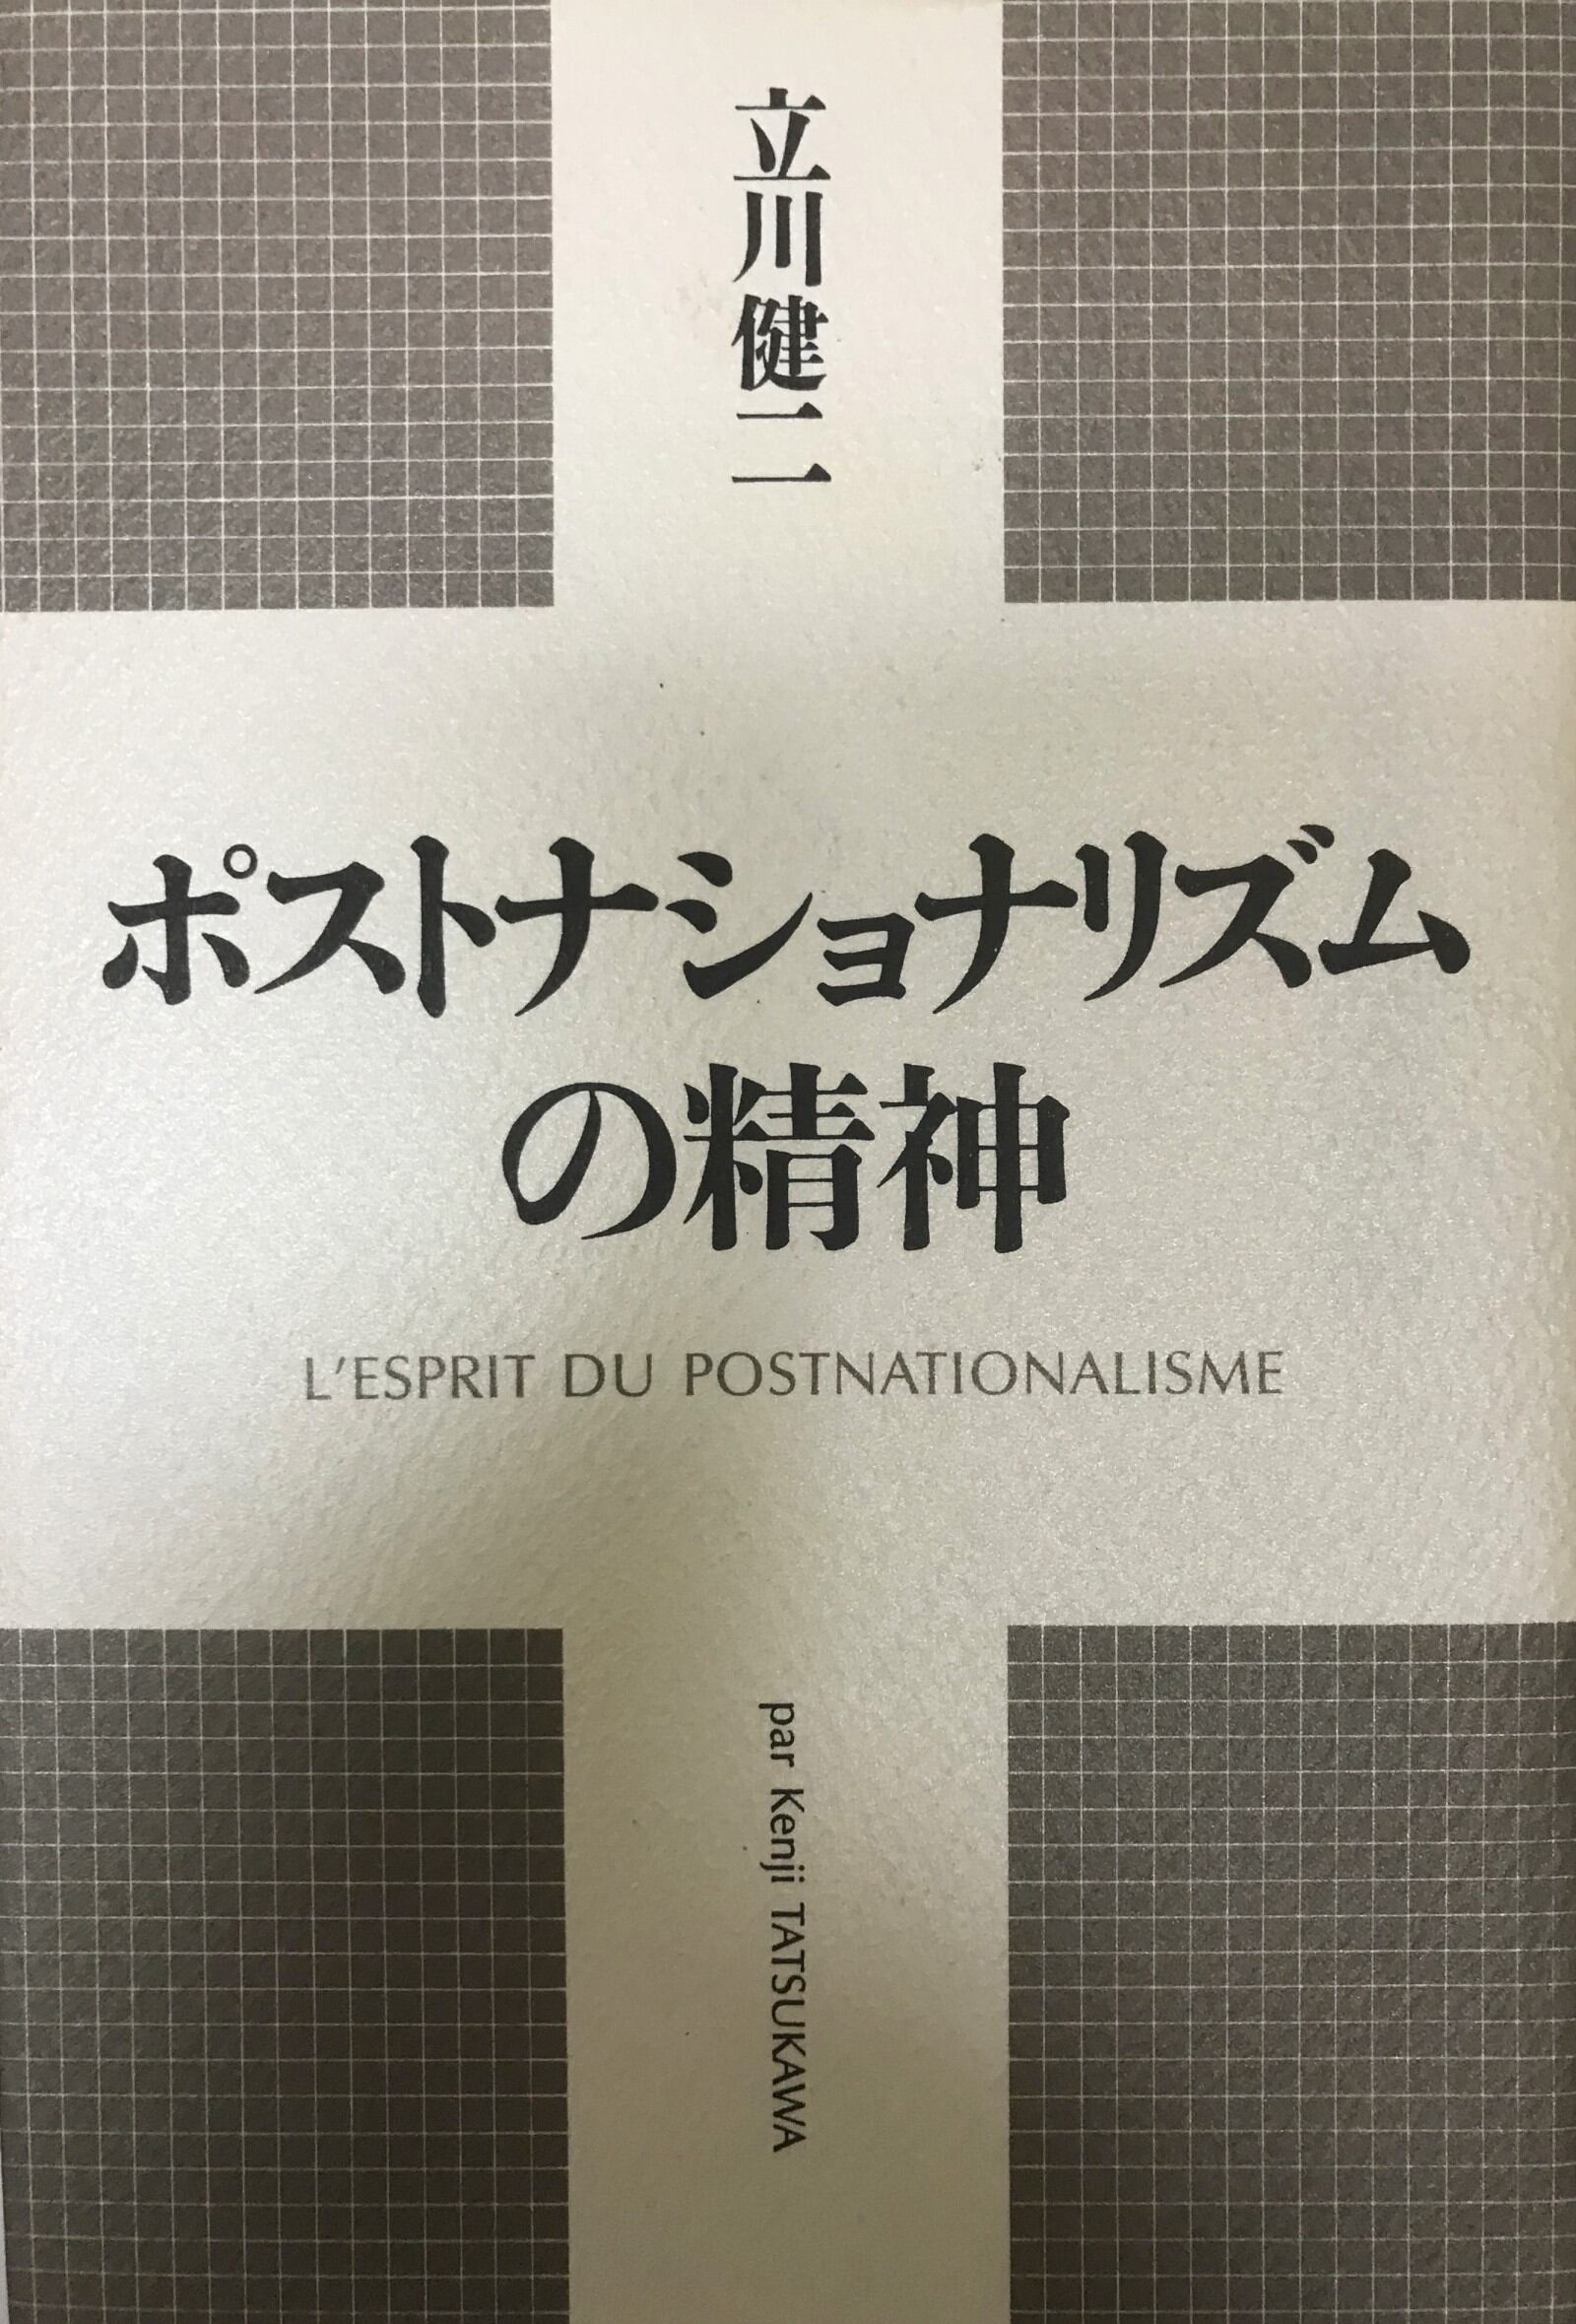 立川健二
ポストナショナリズム
の精神
L'ESPRIT DU POSTNATIONALISME
par Kenji TATSUKAWA